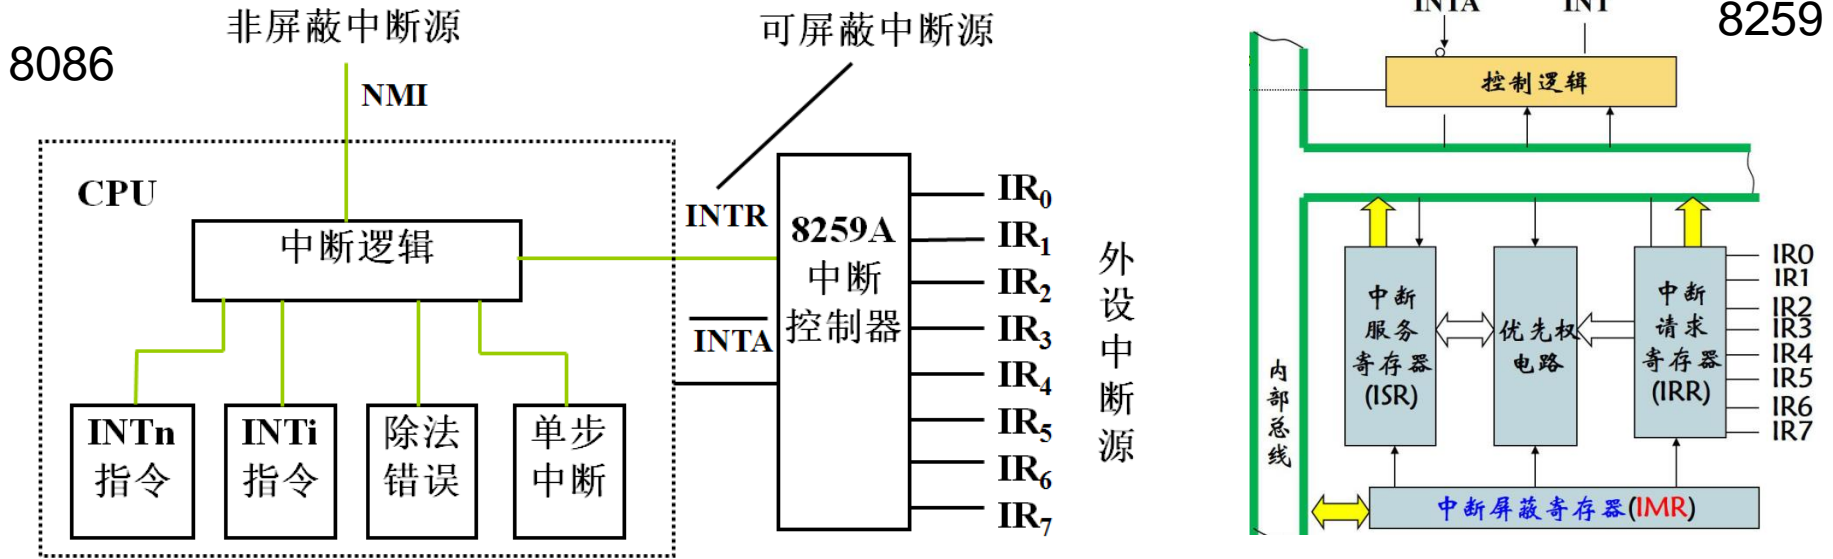 8086
非屏蔽中断源
NMI
可屏蔽中断源
CPU
中断逻辑
INTR
INTA
8259A
中断
控制器
IR0
IR1
IR2
IR3
IR4
IR5
IR6
IR7
外设中断源
INTn
指令
INTi
指令
除法
错误
单步
中断
8259
INTA
INT
控制逻辑
中断
服务
寄存器
(ISR)
优先权
电路
中断
请求
寄存器
(IRR)
IR0
IR1
IR2
IR3
IR4
IR5
IR6
IR7
内部总线
中断屏蔽寄存器(IMR)